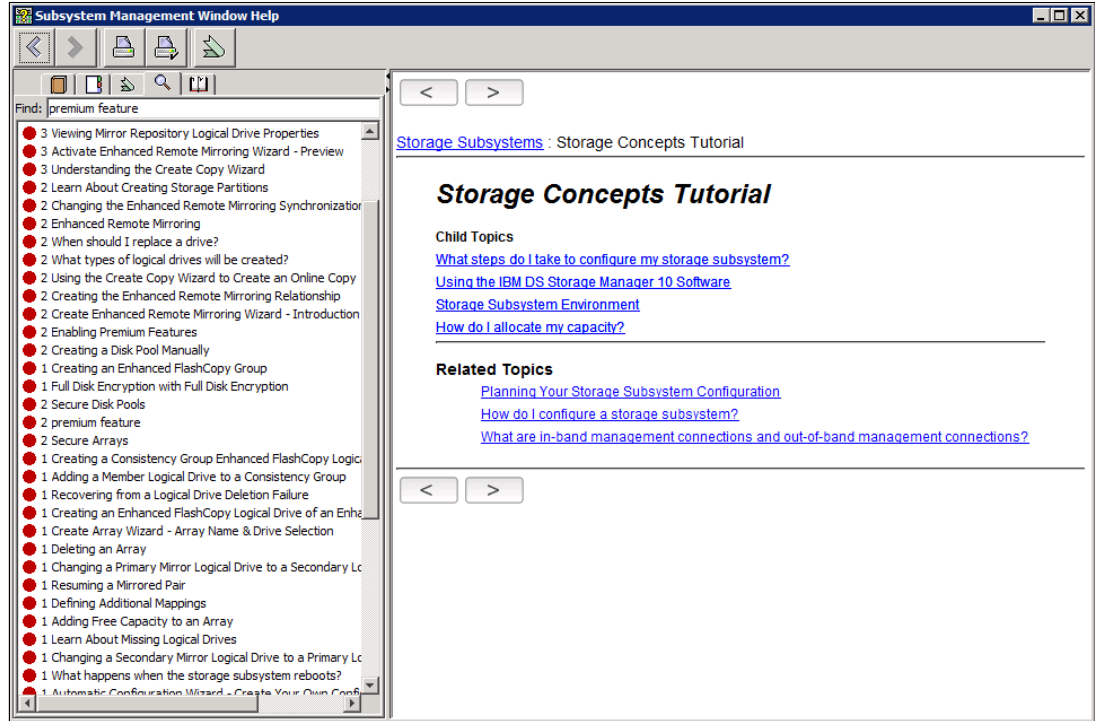 Subsystem Management Window Help
Find: premium feature
3 Viewing Mirror Repository Logical Drive Properties
3 Activate Enhanced Remote Mirroring Wizard - Preview
3 Understanding the Create Copy Wizard
2 Learn About Creating Storage Partitions
2 Changing the Enhanced Remote Mirroring Synchronization
2 Enhanced Remote Mirroring
2 When should I replace a drive?
2 What types of logical drives will be created?
2 Using the Create Copy Wizard to Create an Online Copy
2 Creating the Enhanced Remote Mirroring Relationship
2 Create Enhanced Remote Mirroring Wizard - Introduction
2 Enabling Premium Features
2 Creating a Disk Pool Manually
1 Creating an Enhanced FlashCopy Group
1 Full Disk Encryption with Full Disk Encryption
2 Secure Disk Pools
2 premium feature
2 Secure Arrays
1 Creating a Consistency Group Enhanced FlashCopy Logic
1 Adding a Member Logical Drive to a Consistency Group
1 Recovering from a Logical Drive Deletion Failure
1 Creating an Enhanced FlashCopy Logical Drive of an Enha
1 Create Array Wizard - Array Name & Drive Selection
1 Deleting an Array
1 Changing a Primary Mirror Logical Drive to a Secondary Lo
1 Resuming a Mirrored Pair
1 Defining Additional Mappings
1 Adding Free Capacity to an Array
1 Learn About Missing Logical Drives
1 Changing a Secondary Mirror Logical Drive to a Primary Lo
1 What happens when the storage subsystem reboots?
1 Automatic Configuration Wizard - Create Your Own Confi
< >
Storage Subsystems : Storage Concepts Tutorial
Storage Concepts Tutorial
Child Topics
What steps do I take to configure my storage subsystem?
Using the IBM DS Storage Manager 10 Software
Storage Subsystem Environment
How do I allocate my capacity?
Related Topics
Planning Your Storage Subsystem Configuration
How do I configure a storage subsystem?
What are in-band management connections and out-of-band management connections?
< >